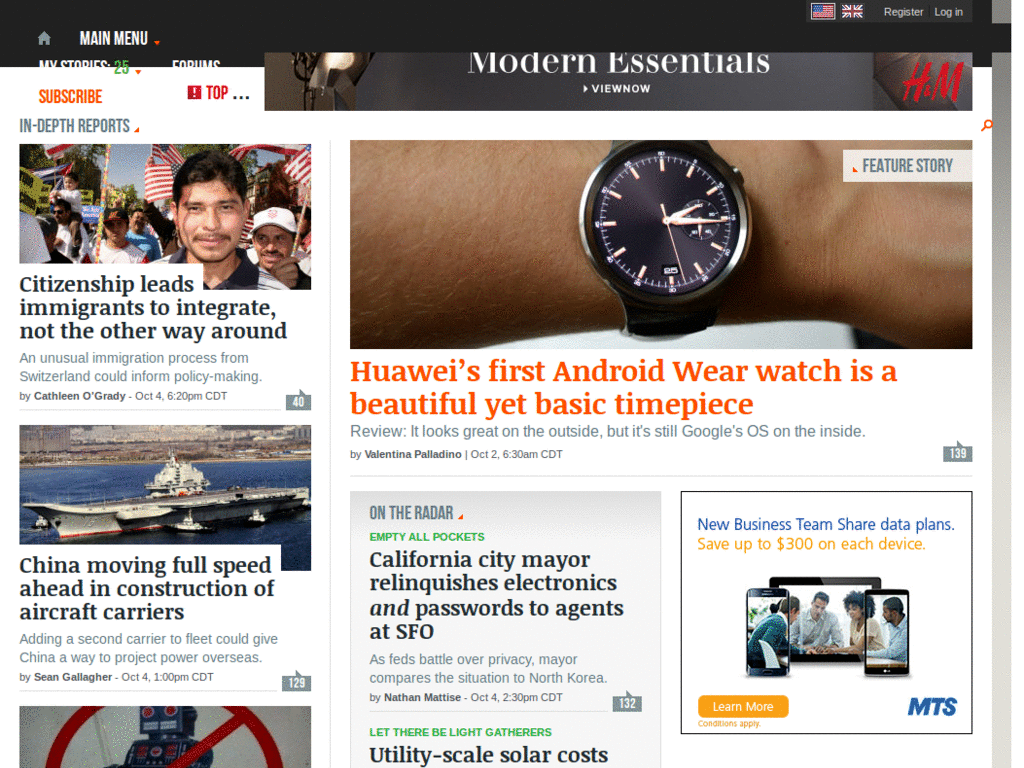 Register Log in
MAIN MENU
MY STORIES: 25 FORUMS
SUBSCRIBE
TOP ...
Modern Essentials
VIEWNOW
H&M
IN-DEPTH REPORTS
FEATURE STORY
Citizenship leads
immigrants to integrate,
not the other way around
An unusual immigration process from
Switzerland could inform policy-making.
by Cathleen O'Grady - Oct 4, 6:20pm CDT
40
Huawei’s first Android Wear watch is a
beautiful yet basic timepiece
Review: It looks great on the outside, but it's still Google's OS on the inside.
by Valentina Palladino | Oct 2, 6:30am CDT
139
China moving full speed
ahead in construction of
aircraft carriers
Adding a second carrier to fleet could give
China a way to project power overseas.
by Sean Gallagher - Oct 4, 1:00pm CDT
129
ON THE RADAR
EMPTY ALL POCKETS
California city mayor
relinquishes electronics
and passwords to agents
at SFO
As feds battle over privacy, mayor
compares the situation to North Korea.
by Nathan Mattise - Oct 4, 2:30pm CDT
132
LET THERE BE LIGHT GATHERERS
Utility-scale solar costs
New Business Team Share data plans.
Save up to $300 on each device.
Learn More
Conditions apply.
MTS